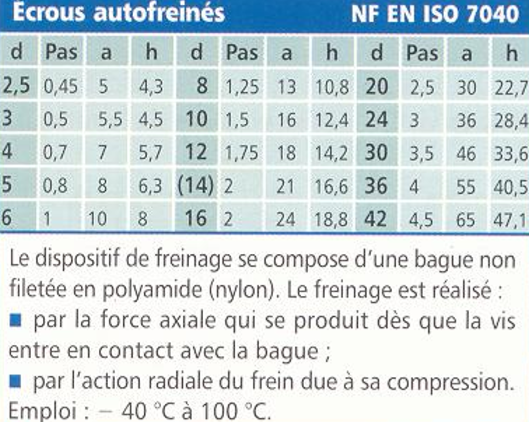 Ecrous autofreinés NF EN ISO 7040
d Pas a h d Pas a h d Pas a h
2,5 0,45 5 4,3 8 1,25 13 10,8 20 2,5 30 22,7
3 0,5 5,5 4,5 10 1,5 16 12,4 24 3 36 28,4
4 0,7 7 5,7 12 1,75 18 14,2 30 3,5 46 33,6
5 0,8 8 6,3 (14) 2 21 16,6 36 4 55 40,5
6 1 10 8 16 2 24 18,8 42 4,5 65 47,1
Le dispositif de freinage se compose d'une bague non
filetée en polyamide (nylon). Le freinage est réalisé :
■ par la force axiale qui se produit dès que la vis
entre en contact avec la bague ;
■ par l'action radiale du frein due à sa compression.
Emploi : − 40 °C à 100 °C.